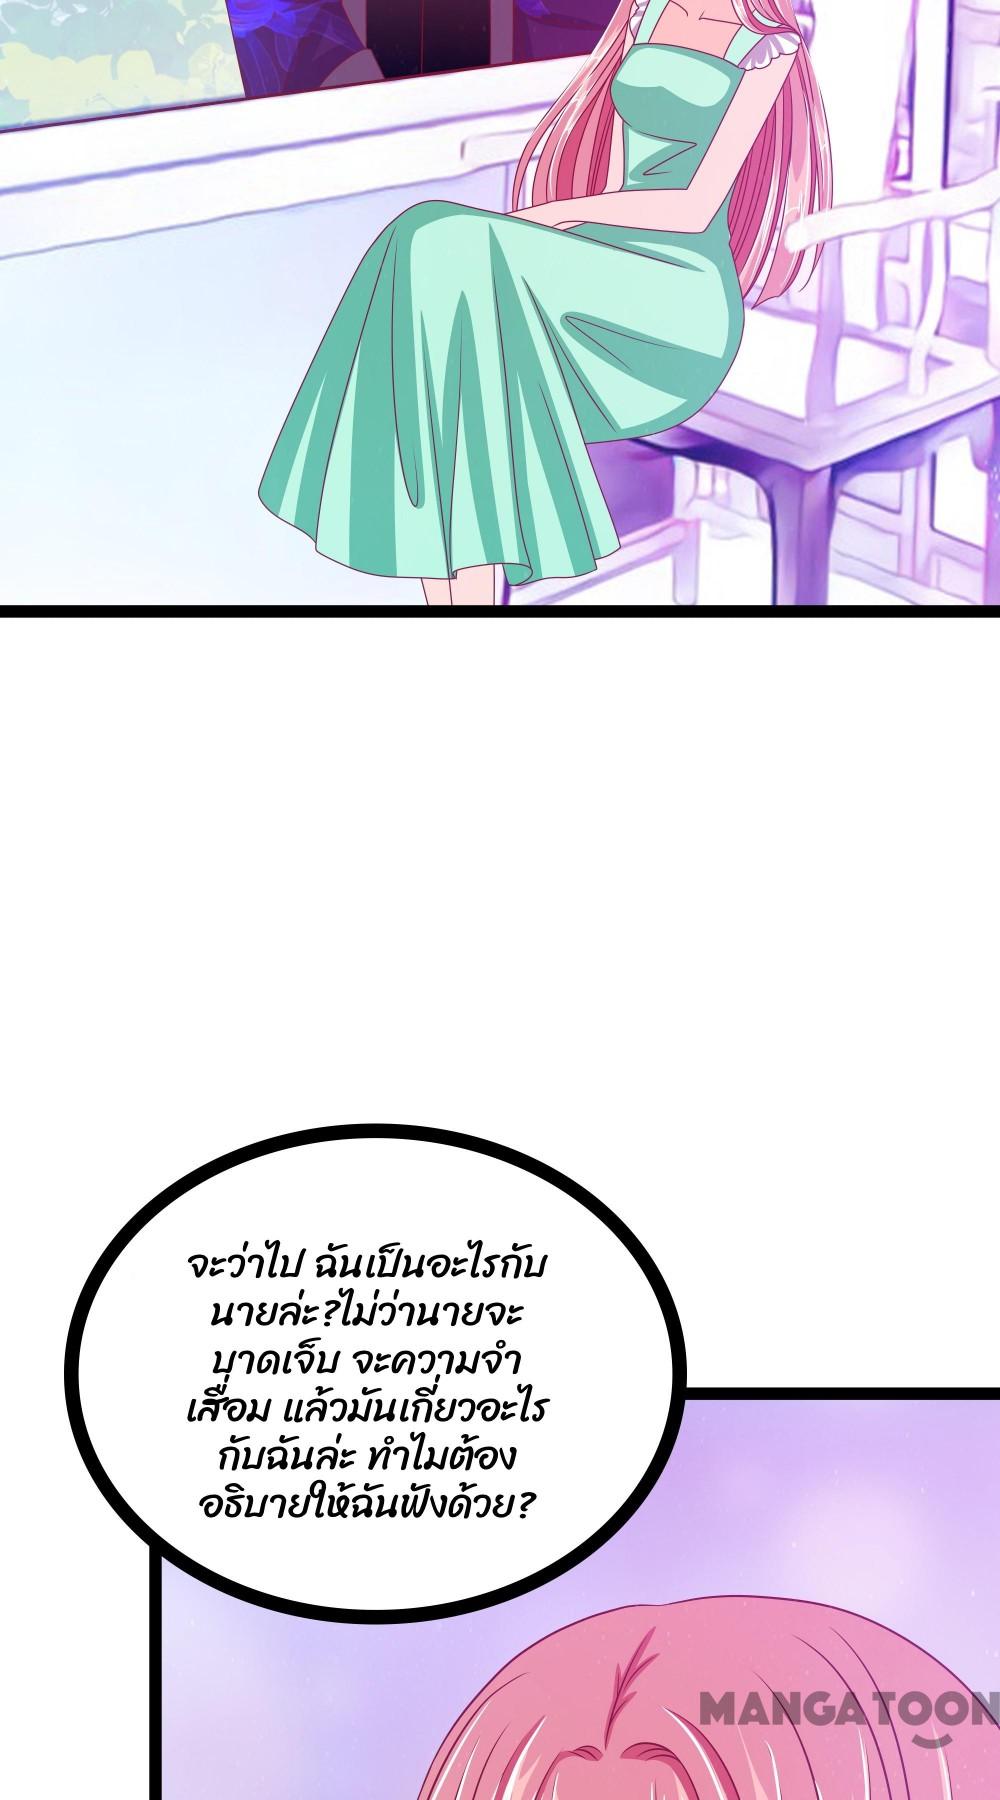 จะว่าไป ฉันเป็นอะไรกับ
นายล่ะ?ไม่ว่านายจะ
บาดเจ็บ จะความจำ
เสื่อม แล้วมันเกี่ยวอะไร
กับฉันล่ะ ทำไมต้อง
อธิบายให้ฉันฟังด้วย?
MANGATOON